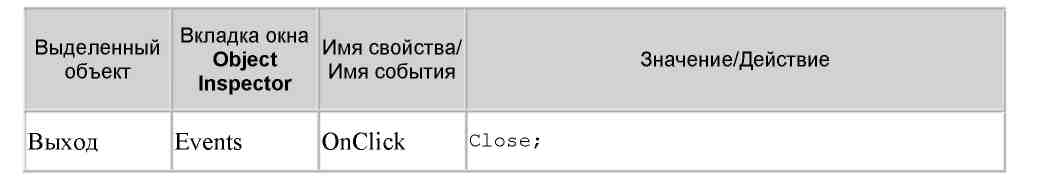 Выделенный
объект
Вкладка окна
Object
Inspector
Имя свойства/
Имя события
Значение/Действие
Выход
Events
OnClick
Close;